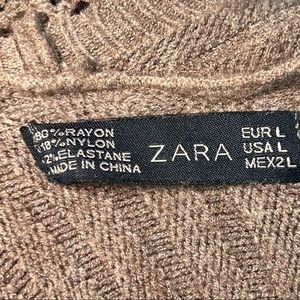 80% RAYON
18% NYLON
2% ELASTANE
MADE IN CHINA
ZARA
EUR L
USA L
MEX 2L